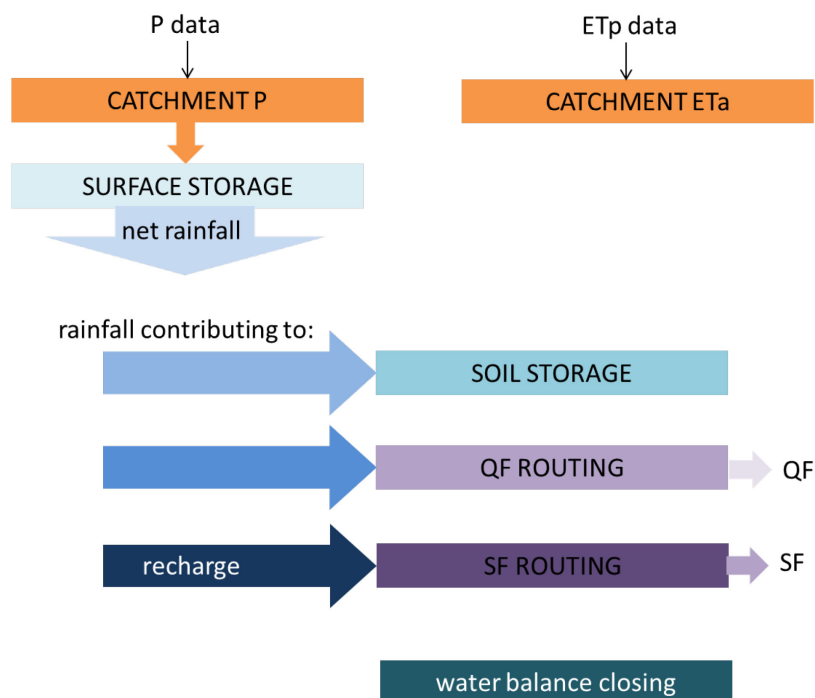 P data
ETp data
CATCHMENT P
CATCHMENT ETa
SURFACE STORAGE
net rainfall
rainfall contributing to:
SOIL STORAGE
QF ROUTING
QF
recharge
SF ROUTING
SF
water balance closing